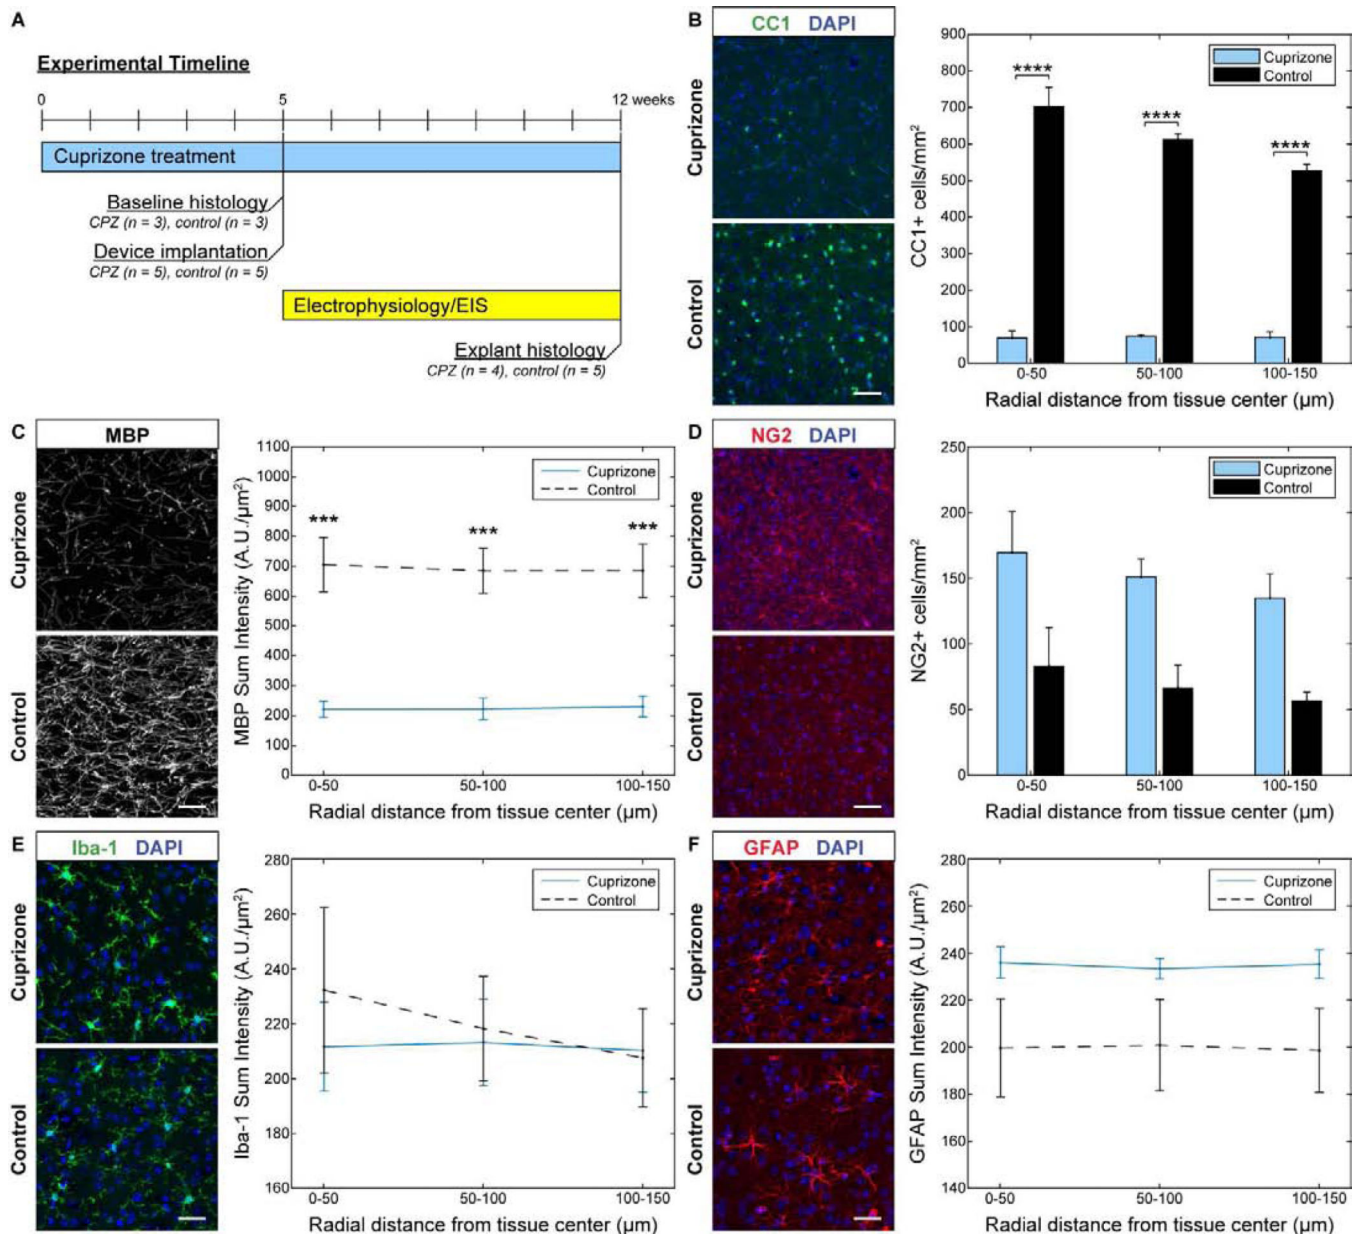 A
Experimental Timeline
0 5 12 weeks
Cuprizone treatment
Baseline histology
CPZ (n = 3), control (n = 3)
Device implantation
CPZ (n = 5), control (n = 5)
Electrophysiology/EIS
Explant histology
CPZ (n = 4), control (n = 5)
B
CC1 DAPI
Cuprizone
Control
CC1+ cells/mm²
900
800
700
600
500
400
300
200
100
0
Cuprizone
Control
**** **** ****
0-50 50-100 100-150
Radial distance from tissue center (µm)
C
MBP
Cuprizone
Control
MBP Sum Intensity (A.U./µm²)
1100
1000
900
800
700
600
500
400
300
200
100
0
Cuprizone
Control
*** *** ***
0-50 50-100 100-150
Radial distance from tissue center (µm)
D
NG2 DAPI
Cuprizone
Control
NG2+ cells/mm²
250
200
150
100
50
0
Cuprizone
Control
0-50 50-100 100-150
Radial distance from tissue center (µm)
E
Iba-1 DAPI
Cuprizone
Control
Iba-1 Sum Intensity (A.U./µm²)
280
260
240
220
200
180
160
Cuprizone
Control
0-50 50-100 100-150
Radial distance from tissue center (µm)
F
GFAP DAPI
Cuprizone
Control
GFAP Sum Intensity (A.U./µm²)
280
260
240
220
200
180
160
140
Cuprizone
Control
0-50 50-100 100-150
Radial distance from tissue center (µm)